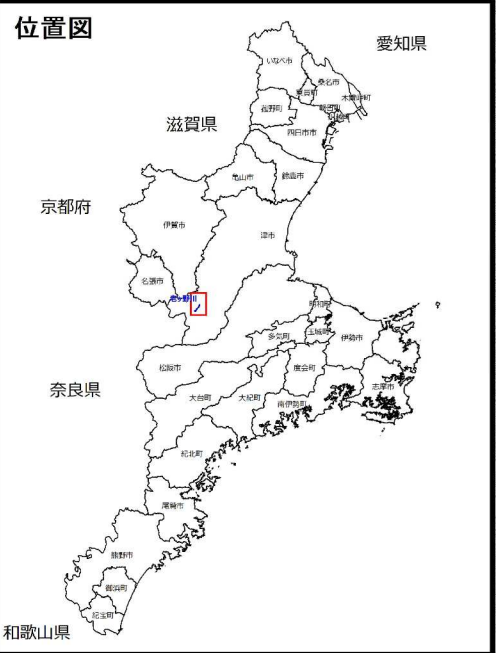 位置図
愛知県
いなべ市
桑名市
東員町
木曽岬町
菰野町
四日市市
滋賀県
亀山市
鈴鹿市
京都府
伊賀市
津市
名張市
明和町
多気町
玉城町
伊勢市
松阪市
度会町
奈良県
志摩市
大台町
大紀町
南伊勢町
紀北町
尾鷲市
熊野市
御浜町
紀宝町
和歌山県